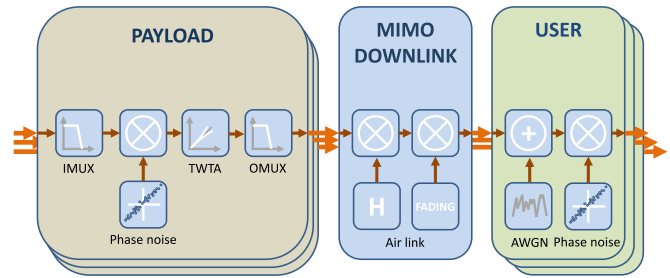 PAYLOAD
MIMO
DOWNLINK
USER
IMUX
TWTA
OMUX
Phase noise
H
FADING
Air link
AWGN
Phase noise